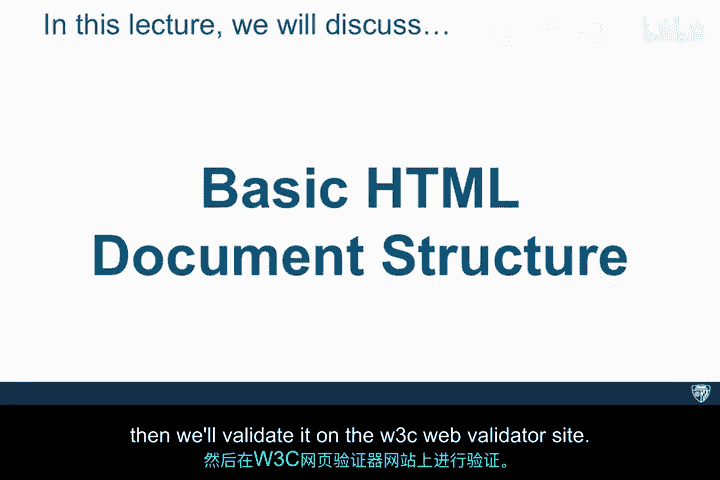 In this lecture, we will discuss…
Basic HTML
Document Structure
then we'll validate it on the w3c web validator site.
然后在W3C网页验证器网站上进行验证。